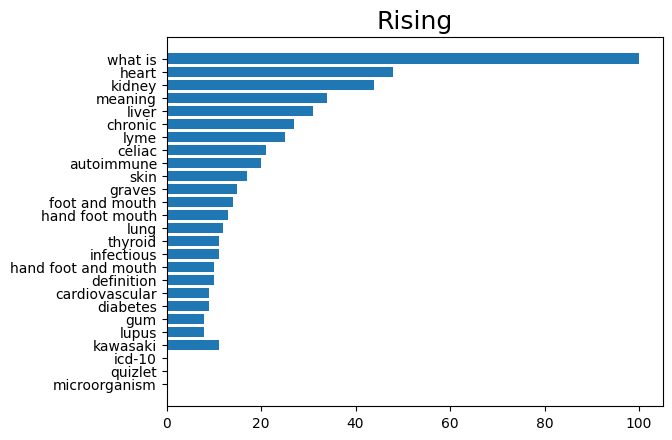 Rising
what is
heart
kidney
meaning
liver
chronic
lyme
celiac
autoimmune
skin
graves
foot and mouth
hand foot mouth
lung
thyroid
infectious
hand foot and mouth
definition
cardiovascular
diabetes
gum
lupus
kawasaki
icd-10
quizlet
microorganism
0 20 40 60 80 100